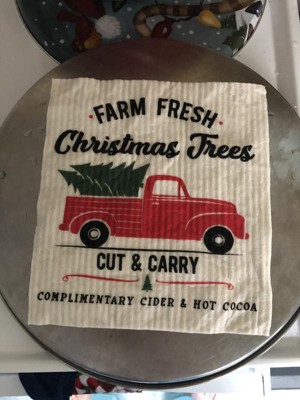 FARM FRESH
Christmas Trees
CUT & CARRY
COMPLIMENTARY CIDER & HOT COCOA